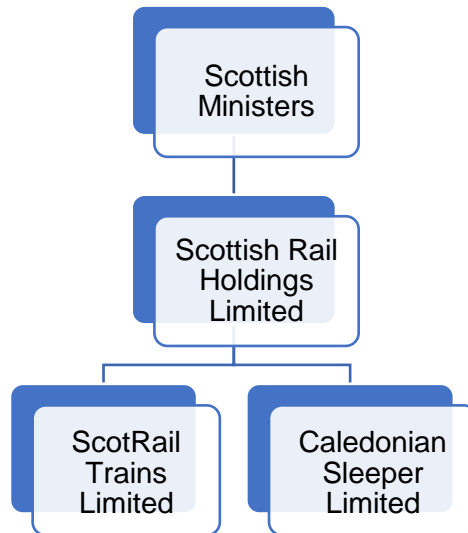 Scottish
Ministers
Scottish Rail
Holdings
Limited
ScotRail
Trains
Limited
Caledonian
Sleeper
Limited